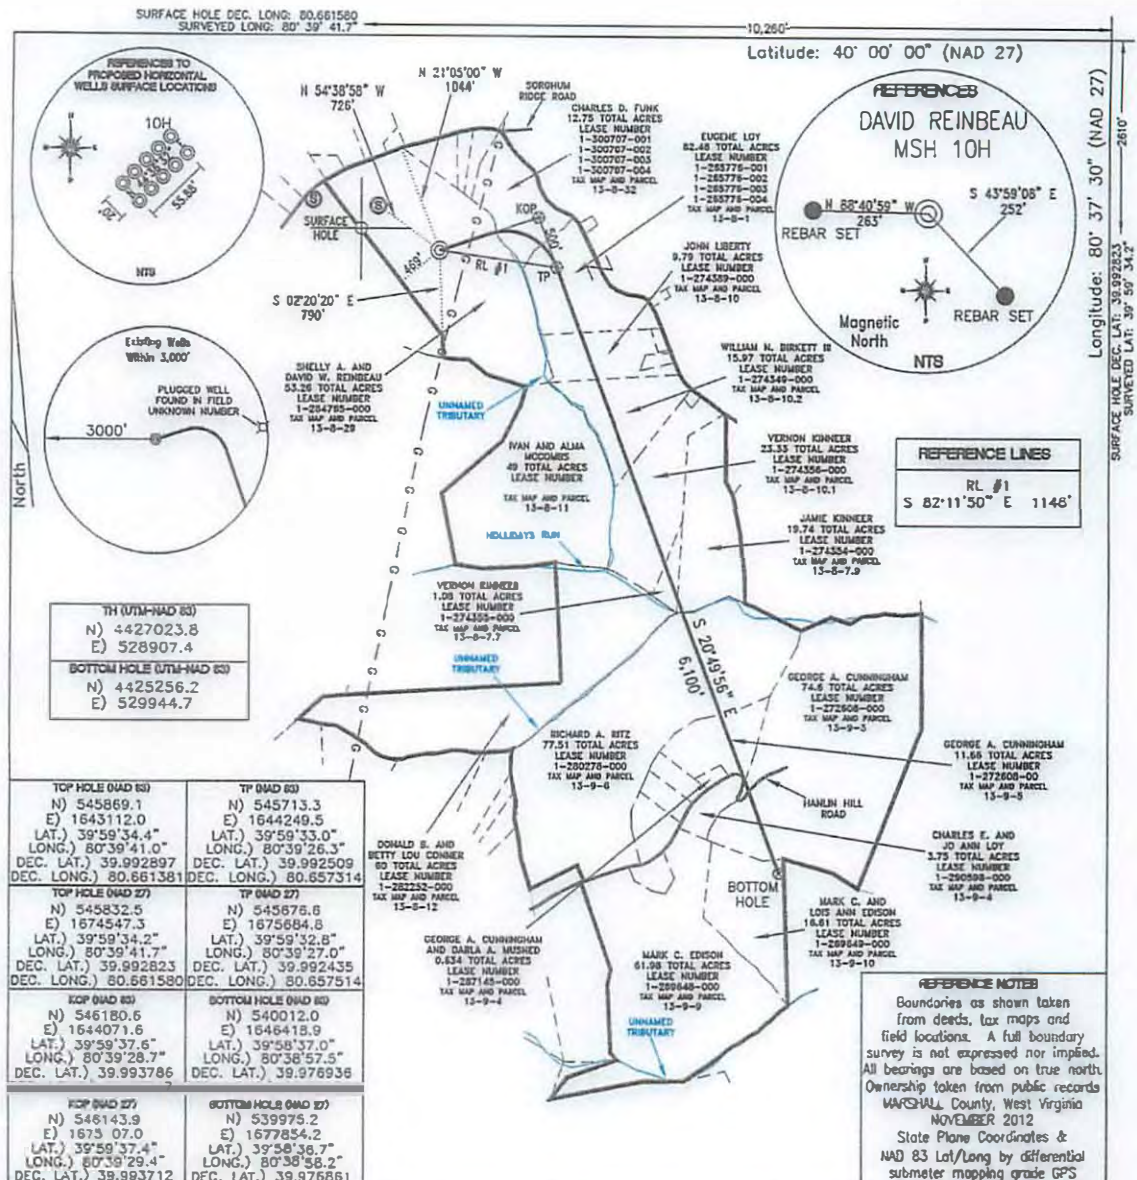 SURFACE HOLE DEC. LONG: 80.661580
SURVEYED LONG: 80° 39' 41.7"
10,260'
Latitude: 40° 00' 00" (NAD 27)
2610'
Longitude: 80° 37' 30" (NAD 27)
SURFACE HOLE DEC. LAT: 39.992823
SURVEYED LAT: 39° 59' 34.2"
REFERENCES TO
PROPOSED HORIZONTAL
WELLS SURFACE LOCATIONS
10H
20'
53.88'
NTS
N 54°38'58" W
726'
N 21°05'00" W
1044'
SORGHUM
RIDGE ROAD
CHARLES D. FUNK
12.75 TOTAL ACRES
LEASE NUMBER
1-300707-001
1-300707-002
1-300707-003
1-300707-004
TAX MAP AND PARCEL
13-8-32
EUGENE LOY
82.48 TOTAL ACRES
LEASE NUMBER
1-265776-001
1-265776-002
1-265776-003
1-265776-004
TAX MAP AND PARCEL
13-8-1
REFERENCES
DAVID REINBEAU
MSH 10H
N 88°40'59" W
263'
S 43°59'08" E
252'
REBAR SET
REBAR SET
Magnetic
North
NTS
S
S
SURFACE
HOLE
KOP
500'
TP
469'
RL #1
S 02°20'20" E
790'
JOHN LIBERTY
9.79 TOTAL ACRES
LEASE NUMBER
1-274389-000
TAX MAP AND PARCEL
13-8-10
Existing Wells
Within 3,000'
PLUGGED WELL
FOUND IN FIELD
UNKNOWN NUMBER
3000'
North
SHELLY A. AND
DAVID W. REINBEAU
53.26 TOTAL ACRES
LEASE NUMBER
1-284785-000
TAX MAP AND PARCEL
13-8-29
UNNAMED
TRIBUTARY
WILLIAM N. BIRKETT III
15.97 TOTAL ACRES
LEASE NUMBER
1-274349-000
TAX MAP AND PARCEL
13-8-10.2
IVAN AND ALMA
MCCOMBS
49 TOTAL ACRES
LEASE NUMBER
TAX MAP AND PARCEL
13-8-11
VERNON KINNEER
23.33 TOTAL ACRES
LEASE NUMBER
1-274356-000
TAX MAP AND PARCEL
13-8-10.1
REFERENCE LINES
RL #1
S 82°11'50" E 1148'
HOLLIDAYS RUN
JAMIE KINNEER
19.74 TOTAL ACRES
LEASE NUMBER
1-274354-000
TAX MAP AND PARCEL
13-8-7.9
VERNON KINNEER
1.08 TOTAL ACRES
LEASE NUMBER
1-274355-000
TAX MAP AND PARCEL
13-8-7.7
G
G
G
G
G
G
G
G
G
G
G
TH (UTM-NAD 83)
N) 4427023.8
E) 528907.4
BOTTOM HOLE (UTM-NAD 83)
N) 4425256.2
E) 529944.7
UNNAMED
TRIBUTARY
S 20°49'56" E
6,100'
GEORGE A. CUNNINGHAM
74.6 TOTAL ACRES
LEASE NUMBER
1-272608-000
TAX MAP AND PARCEL
13-9-3
RICHARD A. RITZ
77.51 TOTAL ACRES
LEASE NUMBER
1-280278-000
TAX MAP AND PARCEL
13-9-6
GEORGE A. CUNNINGHAM
11.66 TOTAL ACRES
LEASE NUMBER
1-272608-00
TAX MAP AND PARCEL
13-9-5
HANLIN HILL
ROAD
CHARLES E. AND
JO ANN LOY
3.75 TOTAL ACRES
LEASE NUMBER
1-290598-000
TAX MAP AND PARCEL
13-9-4
DONALD B. AND
BETTY LOU CONNER
60 TOTAL ACRES
LEASE NUMBER
1-282252-000
TAX MAP AND PARCEL
13-8-12
BOTTOM
HOLE
MARK C. AND
LOIS ANN EDISON
16.61 TOTAL ACRES
LEASE NUMBER
1-289849-000
TAX MAP AND PARCEL
13-9-10
GEORGE A. CUNNINGHAM
AND DARLA A. MUSHED
0.634 TOTAL ACRES
LEASE NUMBER
1-287145-000
TAX MAP AND PARCEL
13-9-4
MARK C. EDISON
61.98 TOTAL ACRES
LEASE NUMBER
1-289848-000
TAX MAP AND PARCEL
13-9-9
UNNAMED
TRIBUTARY
TOP HOLE (NAD 83)
N) 545869.1
E) 1643112.0
LAT.) 39°59'34.4"
LONG.) 80°39'41.0"
DEC. LAT.) 39.992897
DEC. LONG.) 80.661381
TP (NAD 83)
N) 545713.3
E) 1644249.5
LAT.) 39°59'33.0"
LONG.) 80°39'26.3"
DEC. LAT.) 39.992509
DEC. LONG.) 80.657314
TOP HOLE (NAD 27)
N) 545832.5
E) 1674547.3
LAT.) 39°59'34.2"
LONG.) 80°39'41.7"
DEC. LAT.) 39.992823
DEC. LONG.) 80.661580
TP (NAD 27)
N) 545676.6
E) 1675684.8
LAT.) 39°59'32.8"
LONG.) 80°39'27.0"
DEC. LAT.) 39.992435
DEC. LONG.) 80.657514
KOP (NAD 83)
N) 546180.6
E) 1644071.6
LAT.) 39°59'37.6"
LONG.) 80°39'28.7"
DEC. LAT.) 39.993786
BOTTOM HOLE (NAD 83)
N) 540012.0
E) 1646418.9
LAT.) 39°58'37.0"
LONG.) 80°38'57.5"
DEC. LAT.) 39.976936
KOP (NAD 27)
N) 546143.9
E) 1675 07.0
LAT.) 39°59'37.4"
LONG.) 80°39'29.4"
DEC. LAT.) 39.993712
BOTTOM HOLE (NAD 27)
N) 539975.2
E) 1677854.2
LAT.) 39°58'36.7"
LONG.) 80°38'58.2"
DEC. LAT.) 39.976861
REFERENCE NOTES
Boundaries as shown taken
from deeds, tax maps and
field locations. A full boundary
survey is not expressed nor implied.
All bearings are based on true north.
Ownership taken from public records
MARSHALL County, West Virginia
NOVEMBER 2012
State Plane Coordinates &
NAD 83 Lat/Long by differential
submeter mapping grade GPS